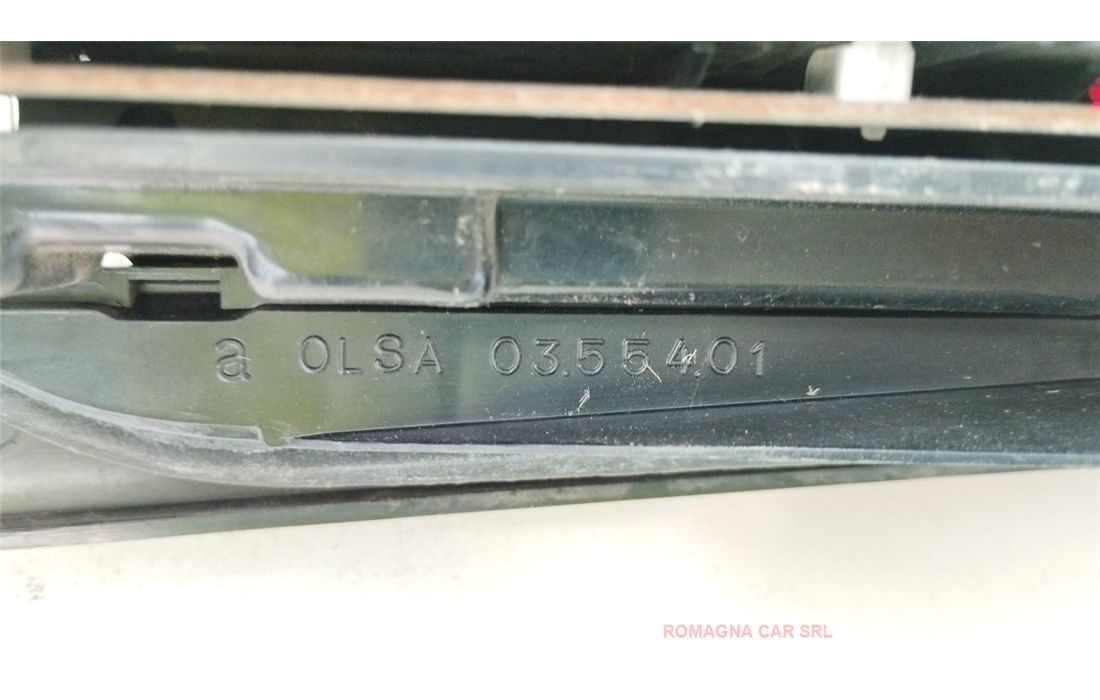 a OLSA 03.554.01
ROMAGNA CAR SRL